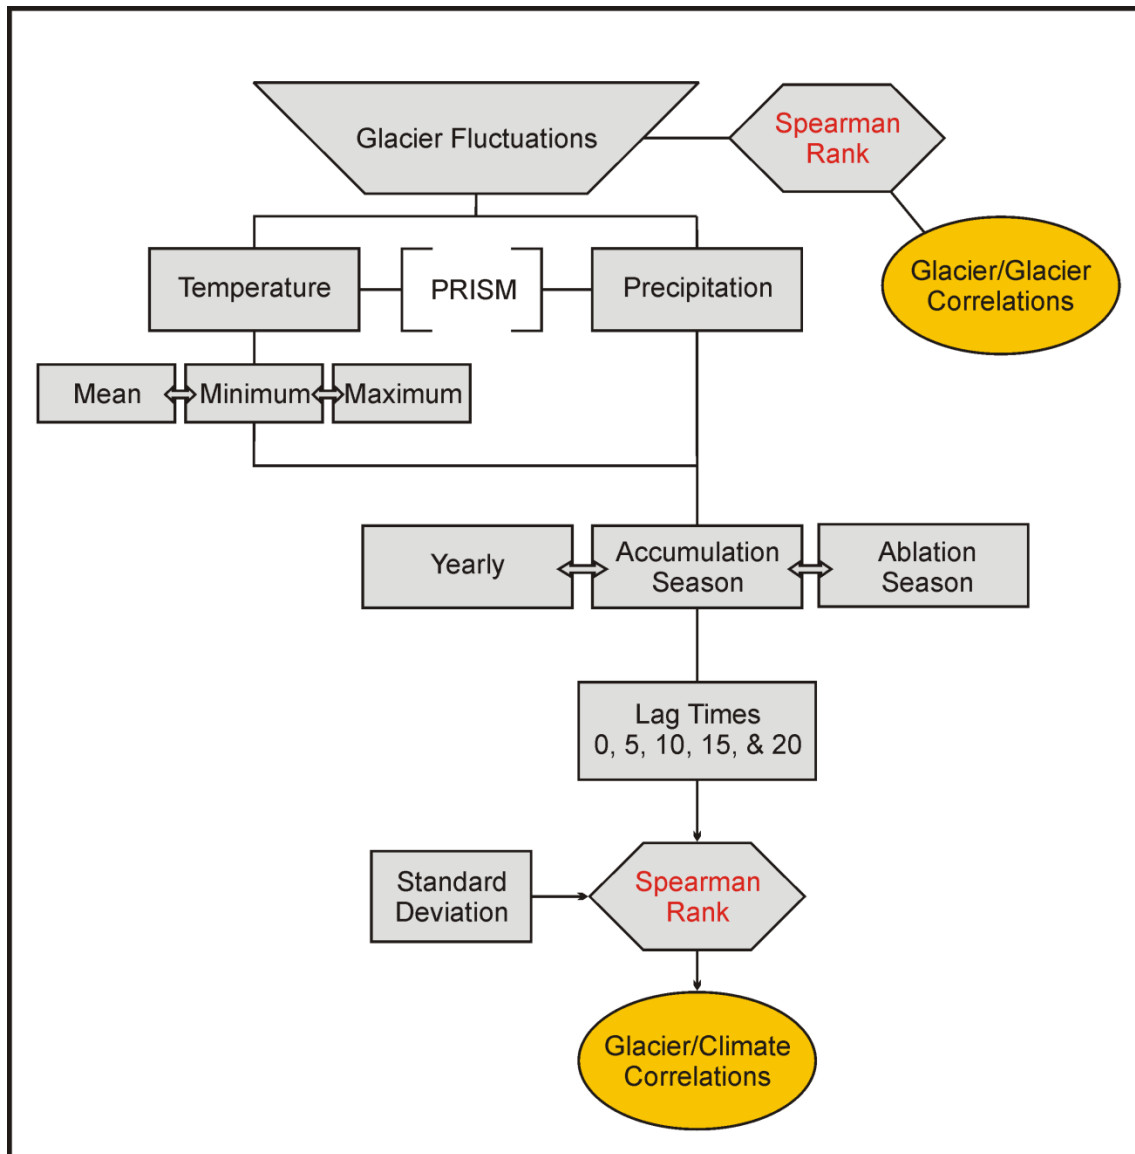 Glacier Fluctuations
Spearman
Rank
Glacier/Glacier
Correlations
Temperature
PRISM
Precipitation
Mean
Minimum
Maximum
Yearly
Accumulation
Season
Ablation
Season
Lag Times
0, 5, 10, 15, & 20
Standard
Deviation
Spearman
Rank
Glacier/Climate
Correlations